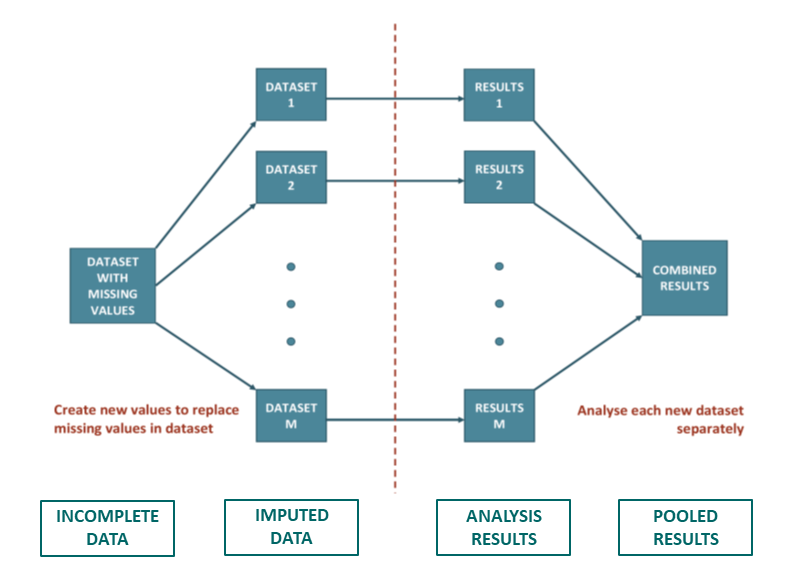 DATASET
1
RESULTS
1
DATASET
2
RESULTS
2
DATASET
WITH
MISSING
VALUES
COMBINED
RESULTS
DATASET
M
RESULTS
M
Create new values to replace
missing values in dataset
Analyse each new dataset
separately
INCOMPLETE
DATA
IMPUTED
DATA
ANALYSIS
RESULTS
POOLED
RESULTS